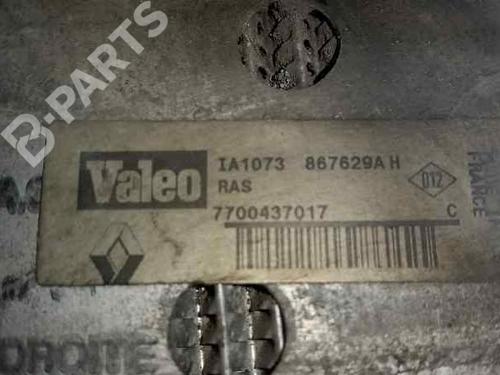 B-PARTS
Valeo
IA1073 867629A H
RAS
D12
7700437017 C
FRANCE
DROITE